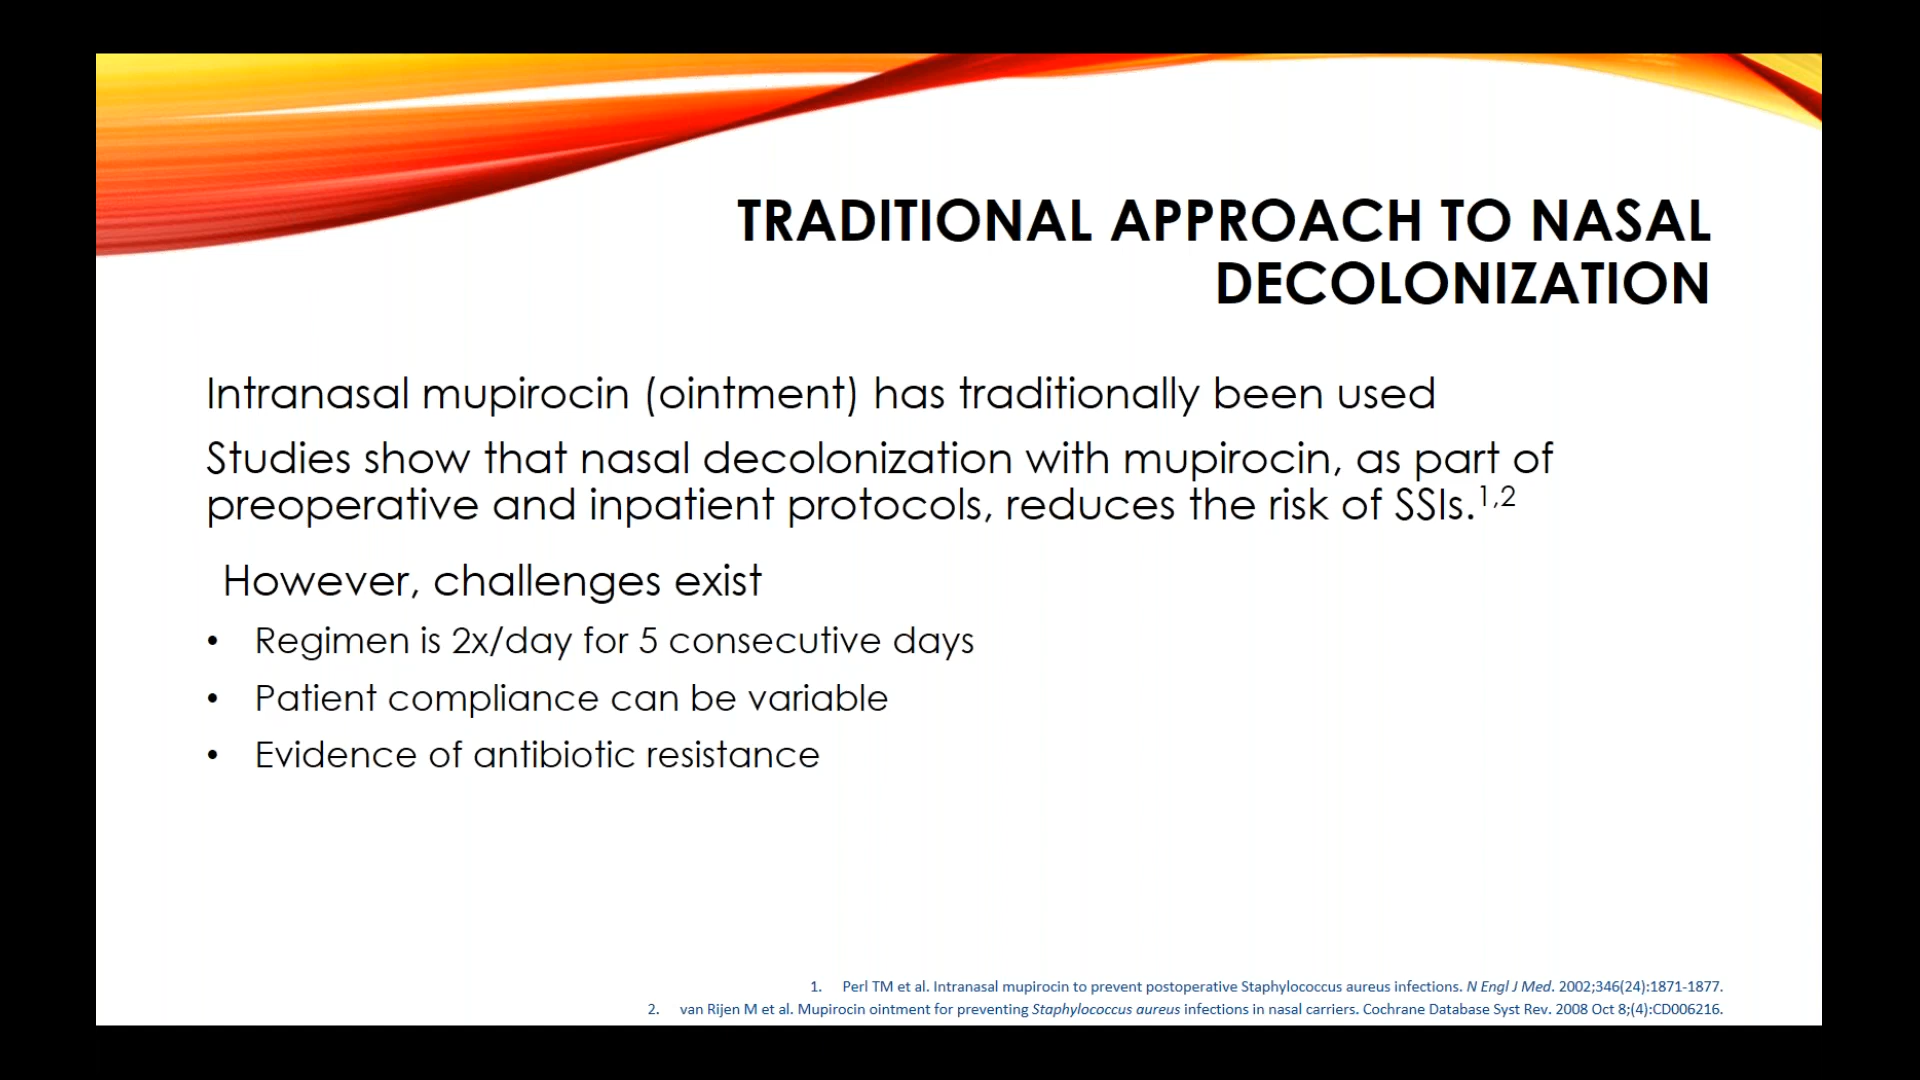 TRADITIONAL APPROACH TO NASAL
DECOLONIZATION
Intranasal mupirocin (ointment) has traditionally been used
Studies show that nasal decolonization with mupirocin, as part of
preoperative and inpatient protocols, reduces the risk of SSIs.1,2
However, challenges exist
• Regimen is 2x/day for 5 consecutive days
• Patient compliance can be variable
• Evidence of antibiotic resistance
1. Perl TM et al. Intranasal mupirocin to prevent postoperative Staphylococcus aureus infections. N Engl J Med. 2002;346(24):1871-1877.
2. van Rijen M et al. Mupirocin ointment for preventing Staphylococcus aureus infections in nasal carriers. Cochrane Database Syst Rev. 2008 Oct 8;(4):CD006216.